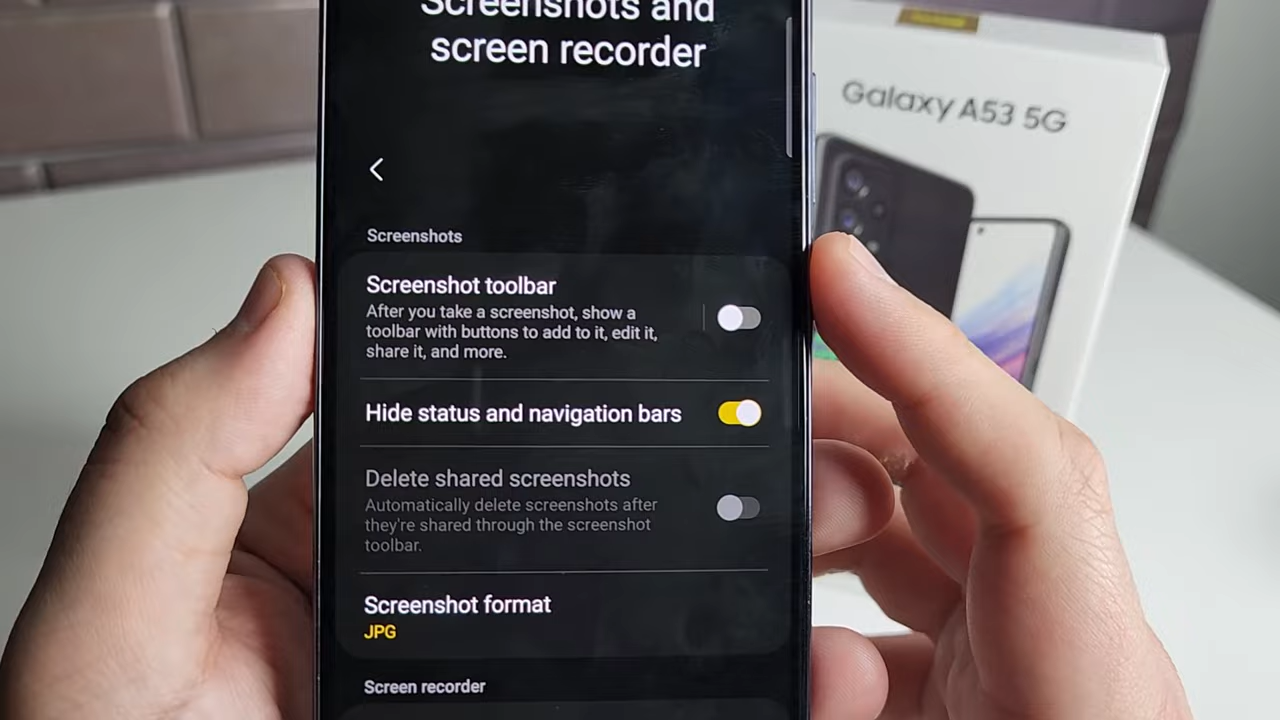 Screenshots and
screen recorder
Galaxy A53 5G
Screenshots
Screenshot toolbar
After you take a screenshot, show a
toolbar with buttons to add to it, edit it,
share it, and more.
Hide status and navigation bars
Delete shared screenshots
Automatically delete screenshots after
they're shared through the screenshot
toolbar.
Screenshot format
JPG
Screen recorder